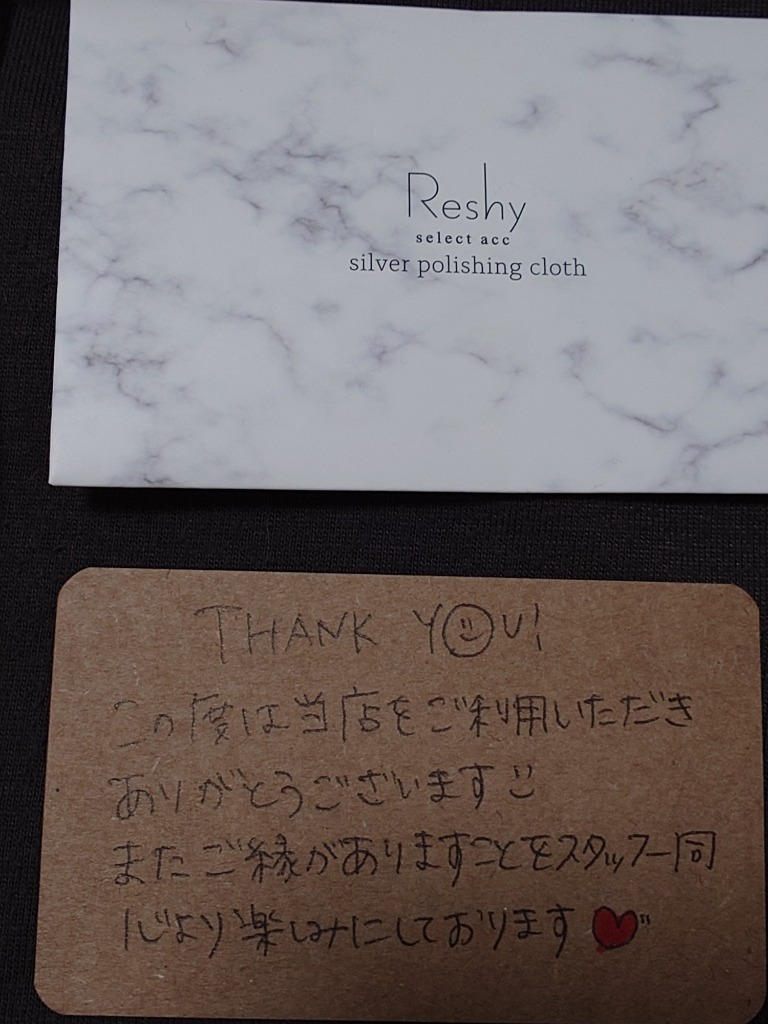 Reshy
select acc
silver polishing cloth
THANK YOU!
この度は当店をご利用いただき
ありがとうございます
またご縁がありますことをスタッフ一同
心より楽しみにしております